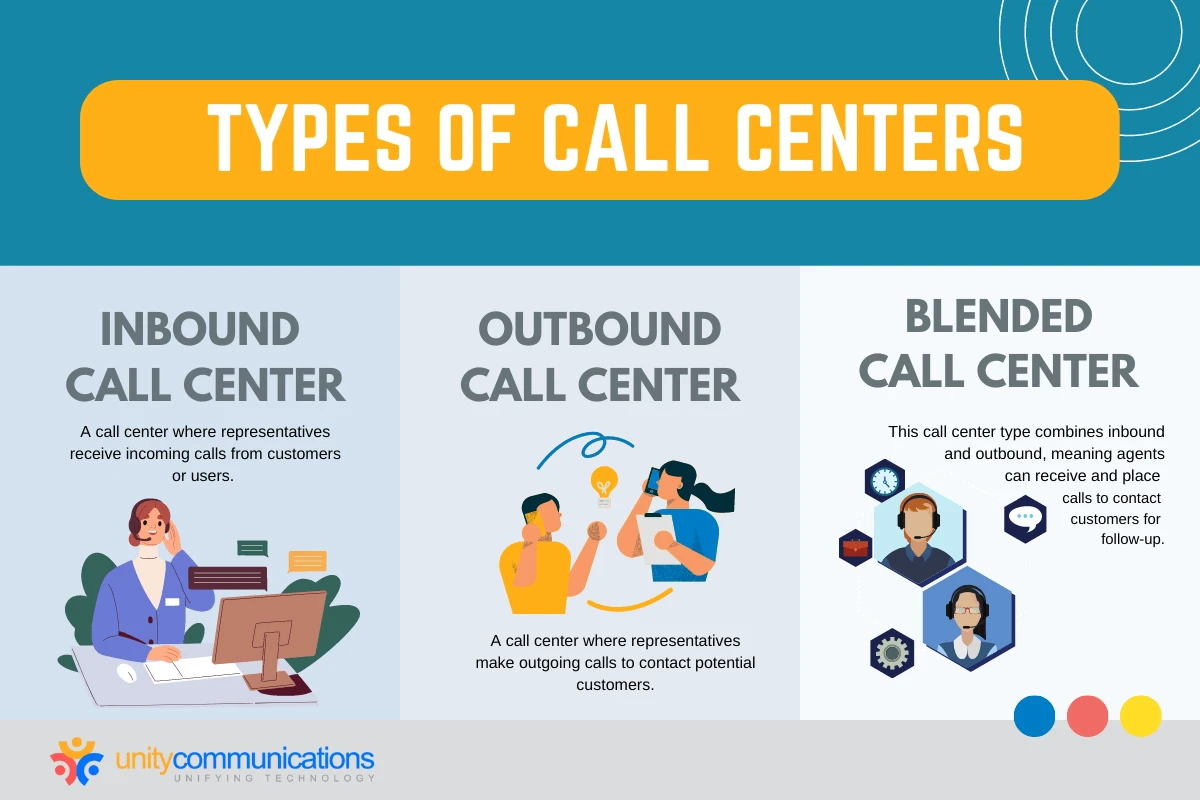 TYPES OF CALL CENTERS
INBOUND
CALL CENTER
A call center where representatives
receive incoming calls from customers
or users.
OUTBOUND
CALL CENTER
A call center where representatives
make outgoing calls to contact potential
customers.
BLENDED
CALL CENTER
This call center type combines inbound
and outbound, meaning agents
can receive and place
calls to contact
customers for
follow-up.
unitycommunications
UNIFYING TECHNOLOGY